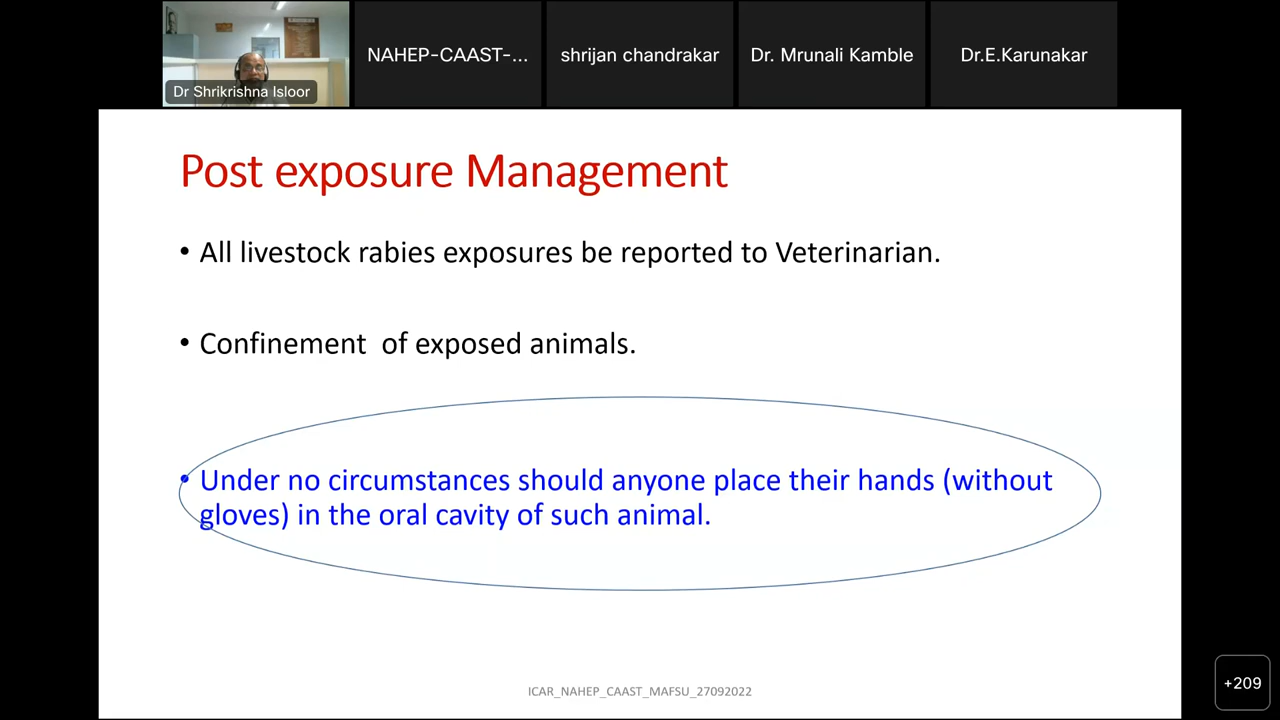 NAHEP-CAAST-...
shrijan chandrakar
Dr. Mrunali Kamble
Dr.E.Karunakar
Dr Shrikrishna Isloor
Post exposure Management
• All livestock rabies exposures be reported to Veterinarian.
• Confinement of exposed animals.
• Under no circumstances should anyone place their hands (without
gloves) in the oral cavity of such animal.
+209
ICAR_NAHEP_CAAST_MAFSU_27092022